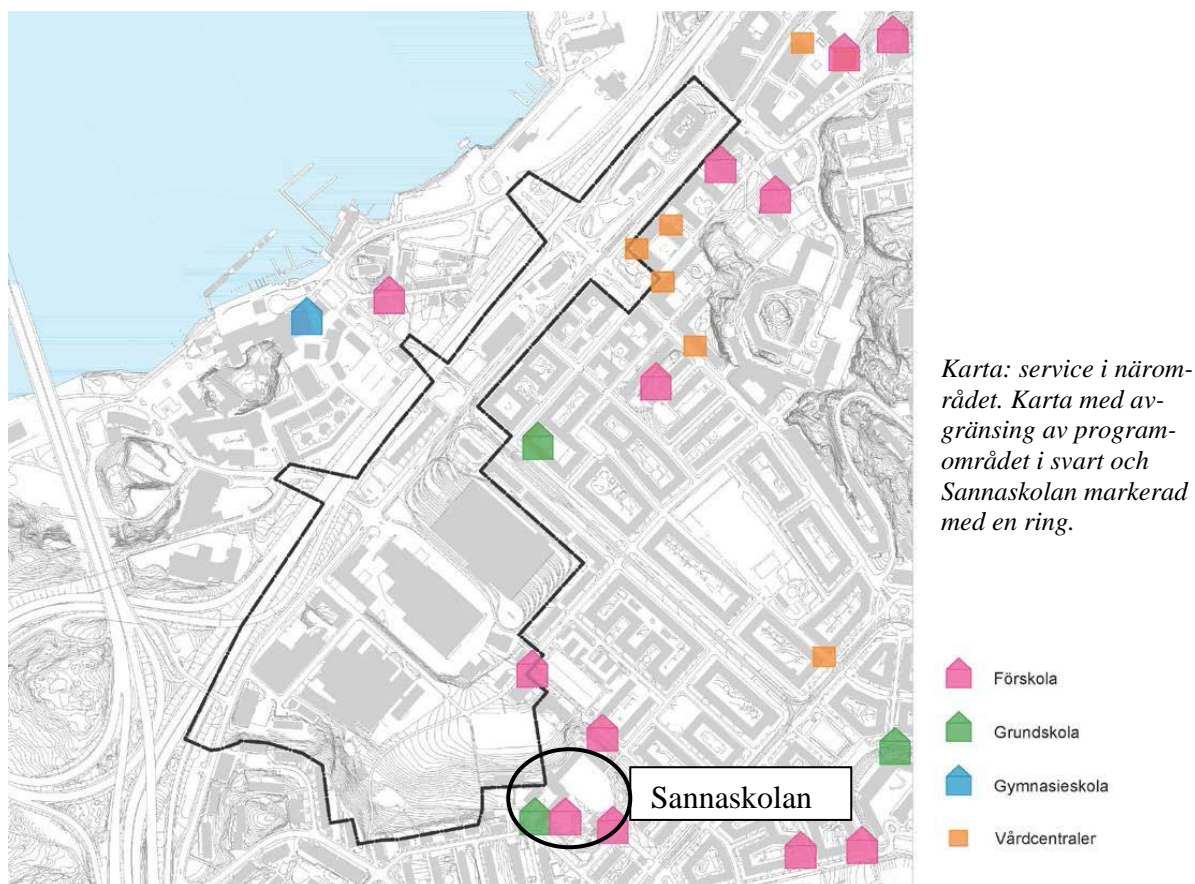 Karta: service i närom-
rådet. Karta med av-
gränsing av program-
området i svart och
Sannaskolan markerad
med en ring.
Sannaskolan
Förskola
Grundskola
Gymnasieskola
Vårdcentraler